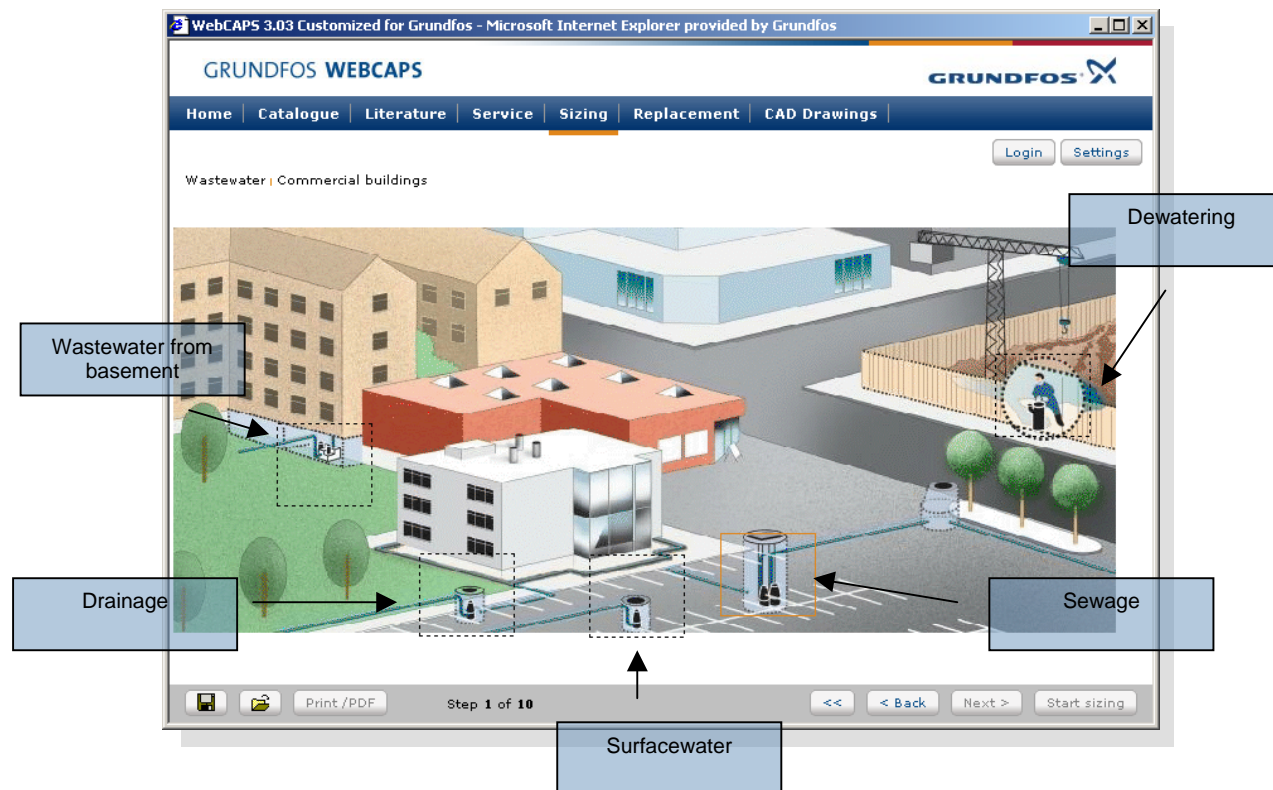 WebCAPS 3.03 Customized for Grundfos - Microsoft Internet Explorer provided by Grundfos
GRUNDFOS WEBCAPS
GRUNDFOS
Home | Catalogue | Literature | Service | Sizing | Replacement | CAD Drawings |
Login Settings
Wastewater | Commercial buildings
Dewatering
Wastewater from
basement
Drainage
Sewage
Print/PDF Step 1 of 10 << < Back Next > Start sizing
Surfacewater